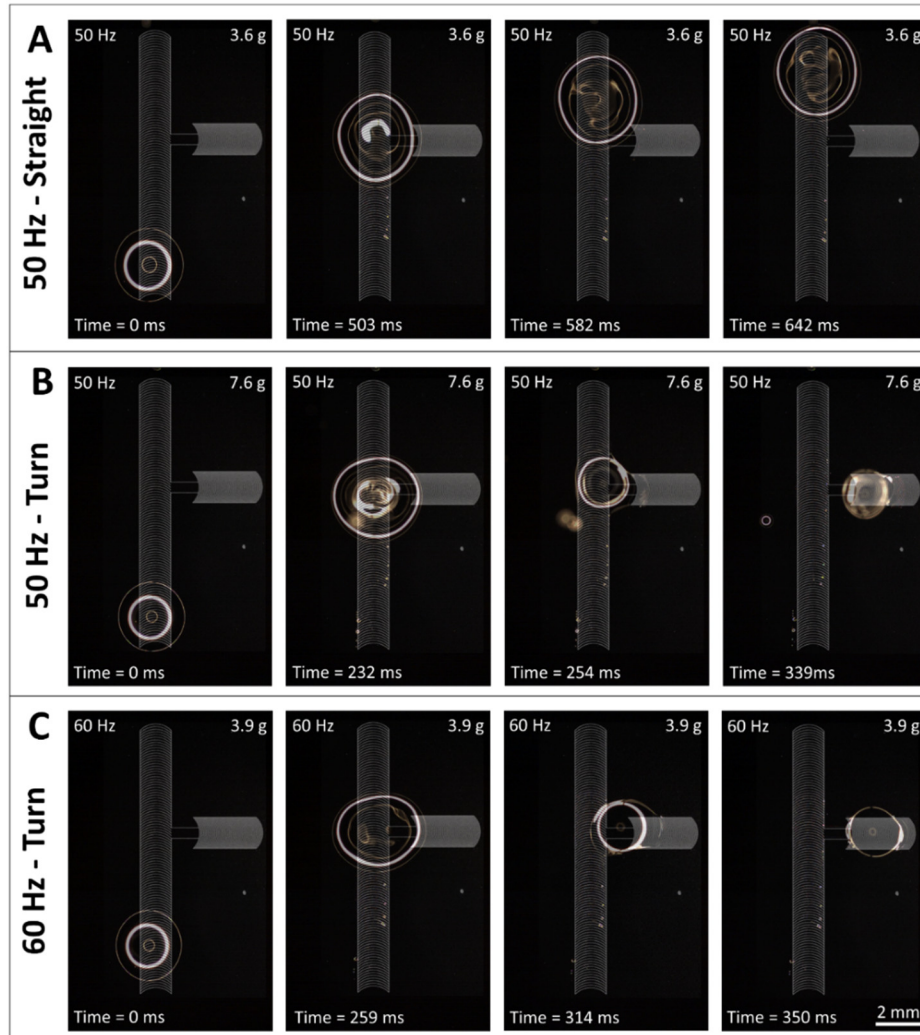 A
50 Hz - Straight
50 Hz 3.6 g
Time = 0 ms
50 Hz 3.6 g
Time = 503 ms
50 Hz 3.6 g
Time = 582 ms
50 Hz 3.6 g
Time = 642 ms
B
50 Hz - Turn
50 Hz 7.6 g
Time = 0 ms
50 Hz 7.6 g
Time = 232 ms
50 Hz 7.6 g
Time = 254 ms
50 Hz 7.6 g
Time = 339ms
C
60 Hz - Turn
60 Hz 3.9 g
Time = 0 ms
60 Hz 3.9 g
Time = 259 ms
60 Hz 3.9 g
Time = 314 ms
60 Hz 3.9 g
Time = 350 ms
2 mm